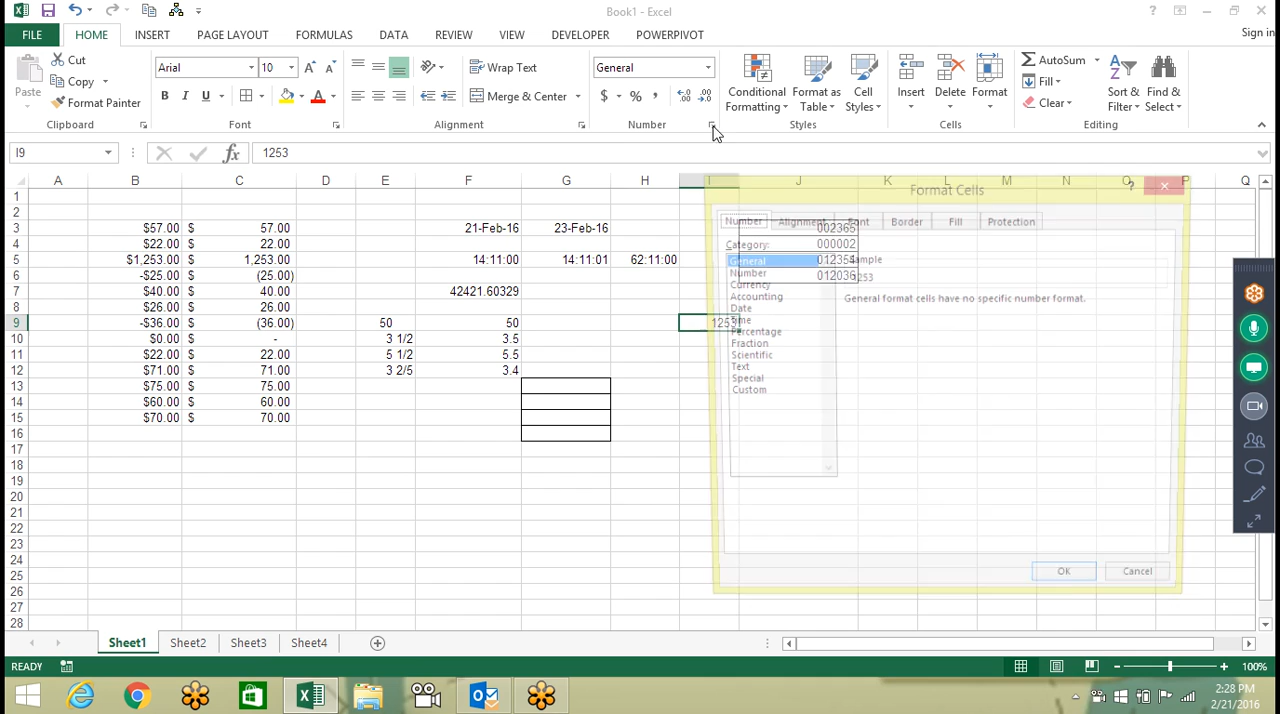 Book1 - Excel
Sign in
FILE HOME INSERT PAGE LAYOUT FORMULAS DATA REVIEW VIEW DEVELOPER POWERPIVOT
Paste
Cut
Copy
Format Painter
Clipboard
Arial 10
B I U
Font
Wrap Text
Merge & Center
Alignment
General
$ % ,
Number
Conditional Formatting
Format as Table
Cell Styles
Styles
Insert
Delete
Format
Cells
AutoSum
Fill
Clear
Sort & Filter
Find & Select
Editing
I9 fx 1253
A B C D E F G H I J K L M N O P Q
1
2
3 $57.00 $ 57.00 21-Feb-16 23-Feb-16 002365
4 $22.00 $ 22.00 000002
5 $1,253.00 $ 1,253.00 14:11:00 14:11:01 62:11:00 012354
6 -$25.00 $ (25.00) 012036
7 $40.00 $ 40.00 42421.60329
8 $26.00 $ 26.00
9 -$36.00 $ (36.00) 50 50 1253
10 $0.00 $ - 3 1/2 3.5
11 $22.00 $ 22.00 5 1/2 5.5
12 $71.00 $ 71.00 3 2/5 3.4
13 $75.00 $ 75.00
14 $60.00 $ 60.00
15 $70.00 $ 70.00
16
17
18
19
20
21
22
23
24
25
26
27
28
Format Cells
Number Alignment Font Border Fill Protection
Category:
General
Number
Currency
Accounting
Date
Time
Percentage
Fraction
Scientific
Text
Special
Custom
Sample
1253
General format cells have no specific number format.
OK Cancel
Sheet1 Sheet2 Sheet3 Sheet4
READY
100%
2:28 PM
2/21/2016